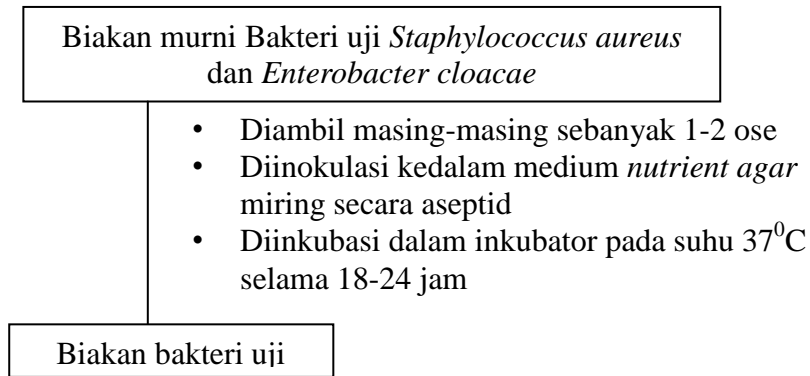 Biakan murni Bakteri uji Staphylococcus aureus
dan Enterobacter cloacae
• Diambil masing-masing sebanyak 1-2 ose
• Diinokulasi kedalam medium nutrient agar
miring secara aseptid
• Diinkubasi dalam inkubator pada suhu 37⁰C
selama 18-24 jam
Biakan bakteri uji